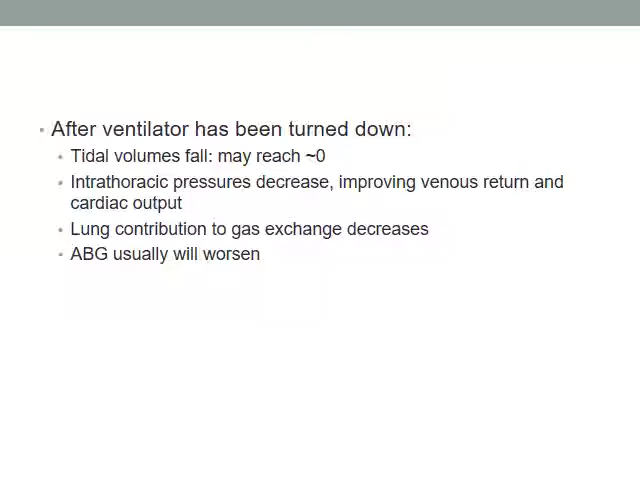 • After ventilator has been turned down:
• Tidal volumes fall: may reach ~0
• Intrathoracic pressures decrease, improving venous return and
cardiac output
• Lung contribution to gas exchange decreases
• ABG usually will worsen